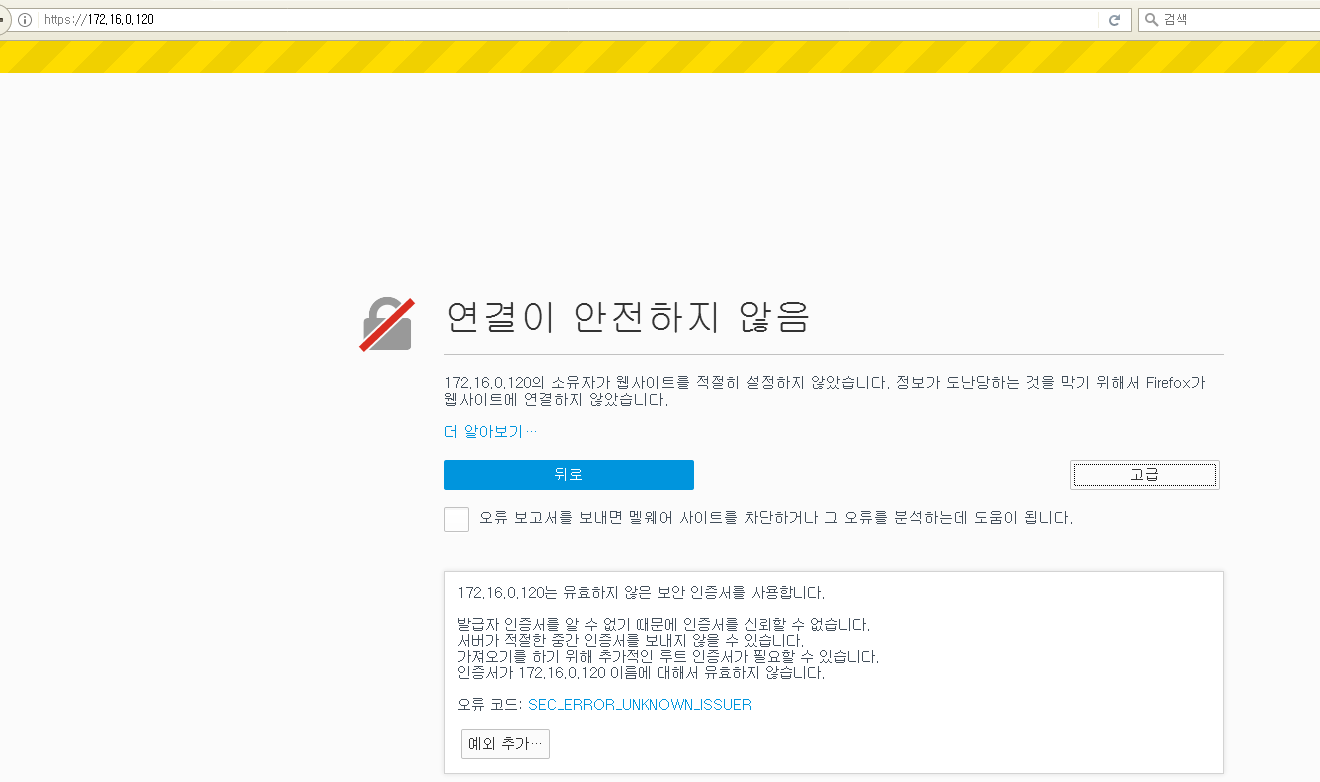 https://172.16.0.120
검색
연결이 안전하지 않음
172.16.0.120의 소유자가 웹사이트를 적절히 설정하지 않았습니다. 정보가 도난당하는 것을 막기 위해서 Firefox가
웹사이트에 연결하지 않았습니다.
더 알아보기…
뒤로
고급
오류 보고서를 보내면 멜웨어 사이트를 차단하거나 그 오류를 분석하는데 도움이 됩니다.
172.16.0.120는 유효하지 않은 보안 인증서를 사용합니다.
발급자 인증서를 알 수 없기 때문에 인증서를 신뢰할 수 없습니다.
서버가 적절한 중간 인증서를 보내지 않을 수 있습니다.
가져오기를 하기 위해 추가적인 루트 인증서가 필요할 수 있습니다.
인증서가 172.16.0.120 이름에 대해서 유효하지 않습니다.
오류 코드: SEC_ERROR_UNKNOWN_ISSUER
예외 추가…